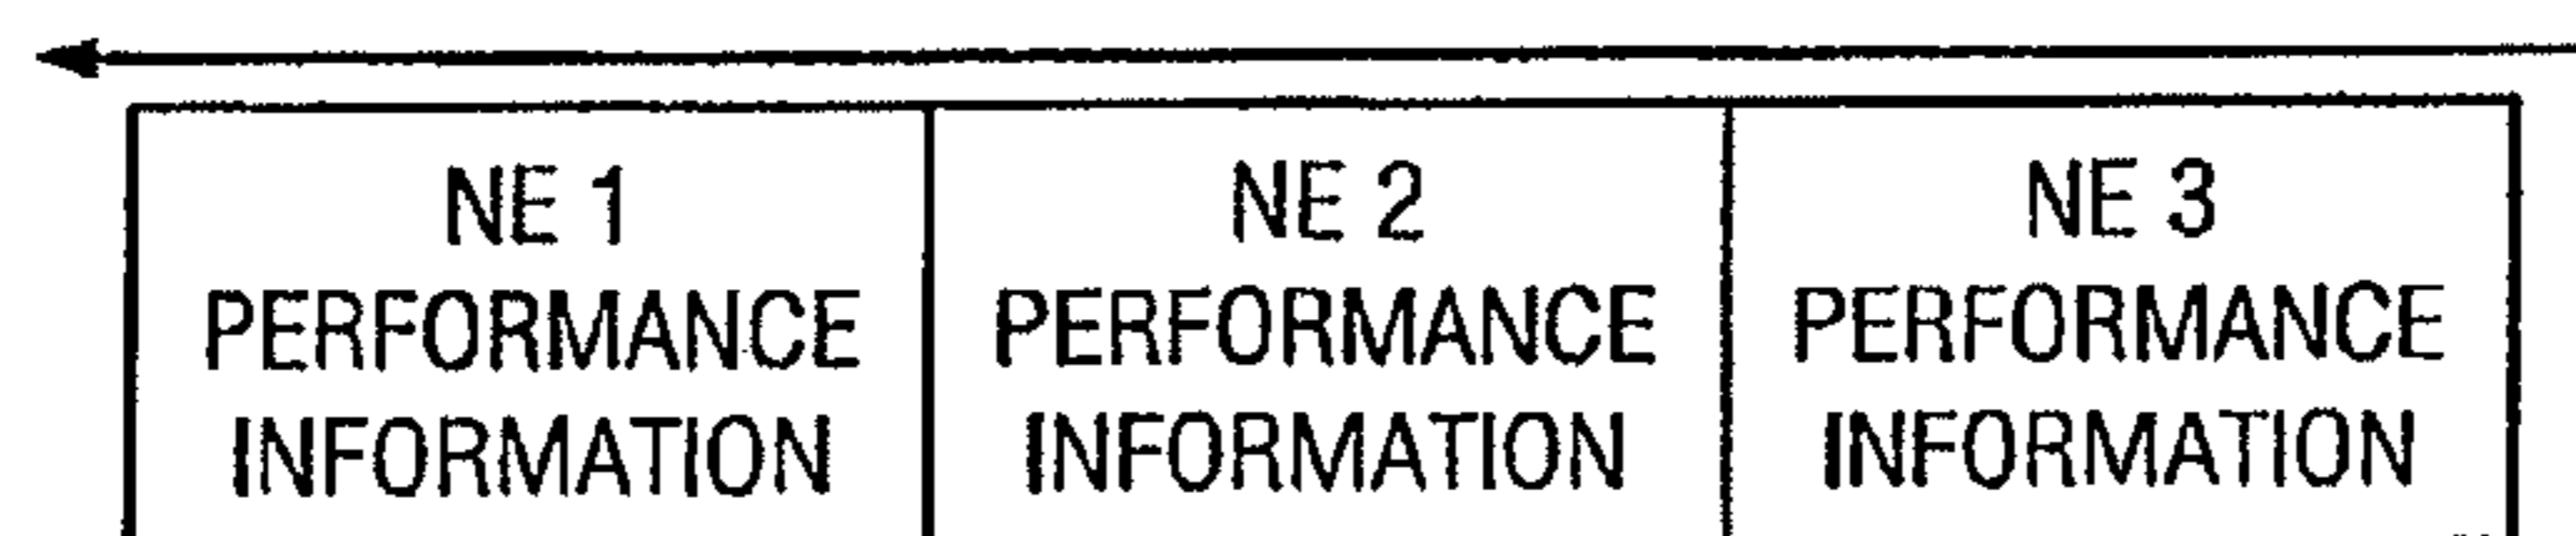 NE 1
PERFORMANCE
INFORMATION
NE 2
PERFORMANCE
INFORMATION
NE 3
PERFORMANCE
INFORMATION